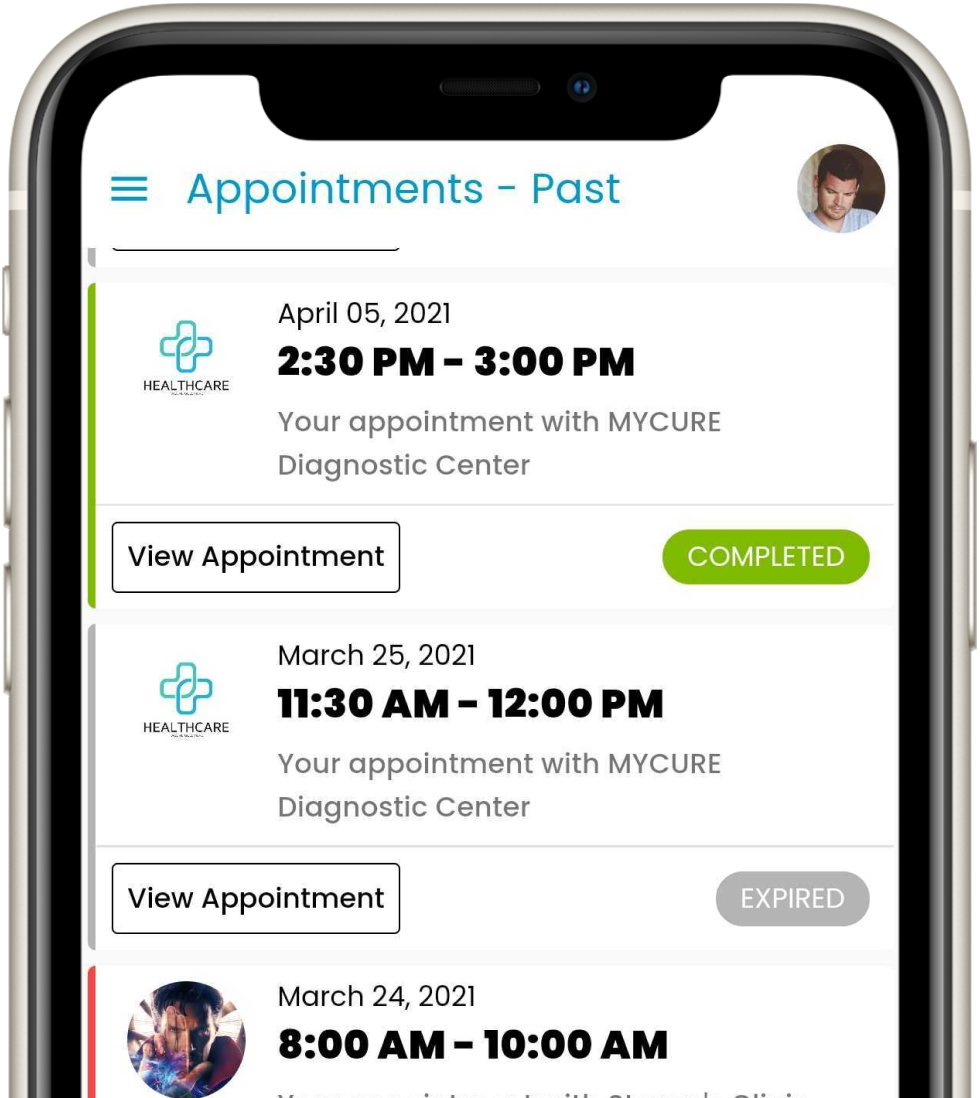 Appointments - Past
April 05, 2021
2:30 PM - 3:00 PM
HEALTHCARE
Your appointment with MYCURE
Diagnostic Center
View Appointment
COMPLETED
March 25, 2021
11:30 AM - 12:00 PM
HEALTHCARE
Your appointment with MYCURE
Diagnostic Center
View Appointment
EXPIRED
March 24, 2021
8:00 AM - 10:00 AM